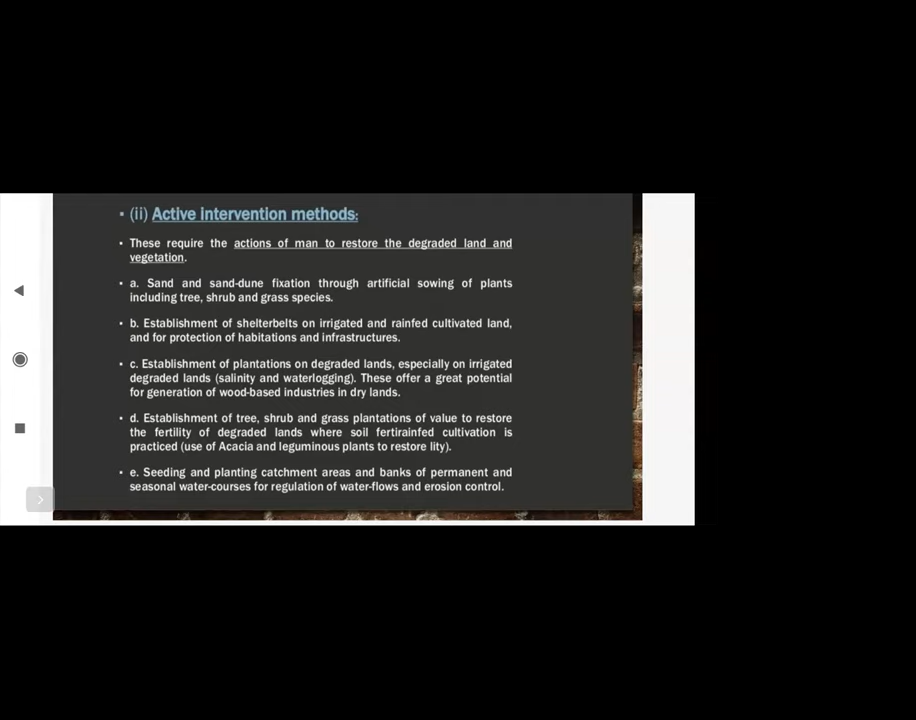 • (ii) Active intervention methods:
• These require the actions of man to restore the degraded land and
vegetation.
• a. Sand and sand-dune fixation through artificial sowing of plants
including tree, shrub and grass species.
• b. Establishment of shelterbelts on irrigated and rainfed cultivated land,
and for protection of habitations and infrastructures.
• c. Establishment of plantations on degraded lands, especially on irrigated
degraded lands (salinity and waterlogging). These offer a great potential
for generation of wood-based industries in dry lands.
• d. Establishment of tree, shrub and grass plantations of value to restore
the fertility of degraded lands where soil fertirainfed cultivation is
practiced (use of Acacia and leguminous plants to restore lity).
• e. Seeding and planting catchment areas and banks of permanent and
seasonal water-courses for regulation of water-flows and erosion control.